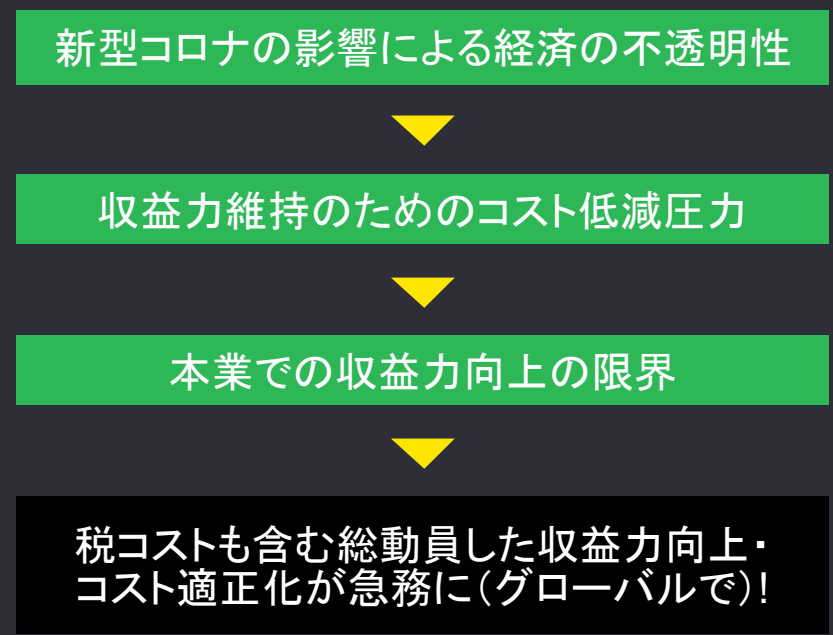 新型コロナの影響による経済の不透明性
収益力維持のためのコスト低減圧力
本業での収益力向上の限界
税コストも含む総動員した収益力向上・
コスト適正化が急務に（グローバルで）！